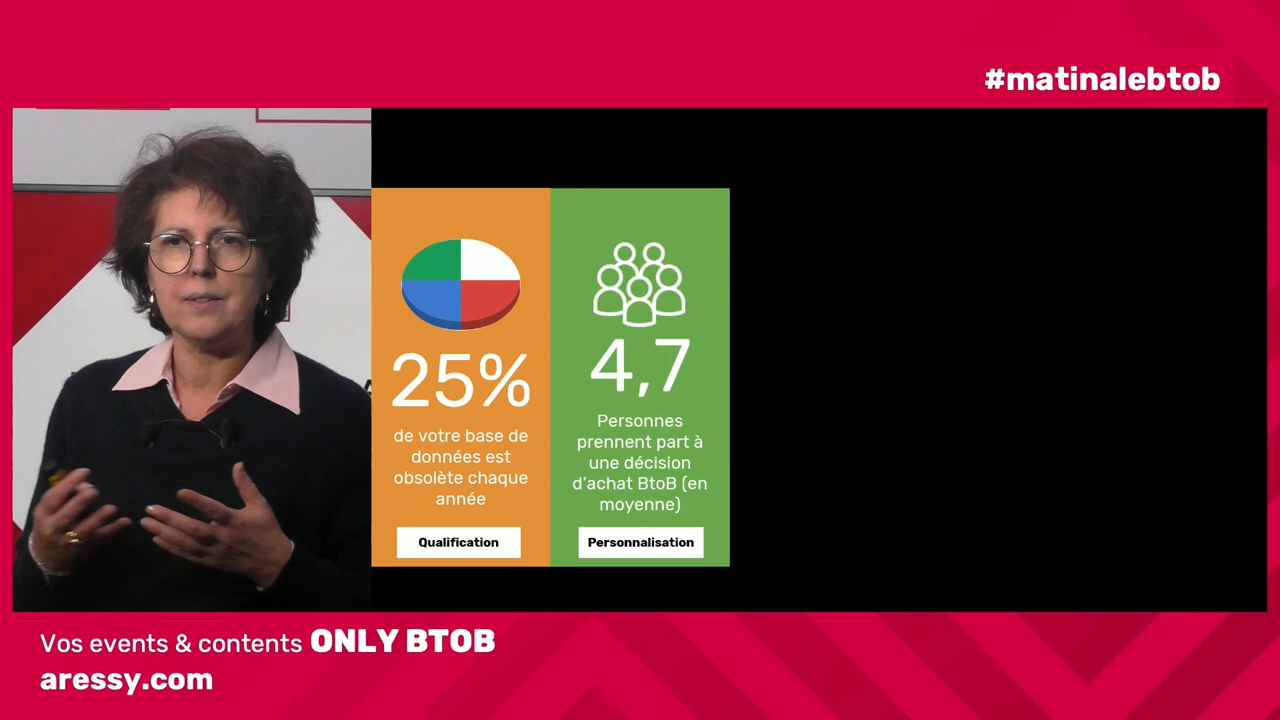 #matinalebtob
25%
de votre base de
données est
obsolète chaque
année
Qualification
4,7
Personnes
prennent part à
une décision
d'achat BtoB (en
moyenne)
Personnalisation
Vos events & contents ONLY BTOB
aressy.com